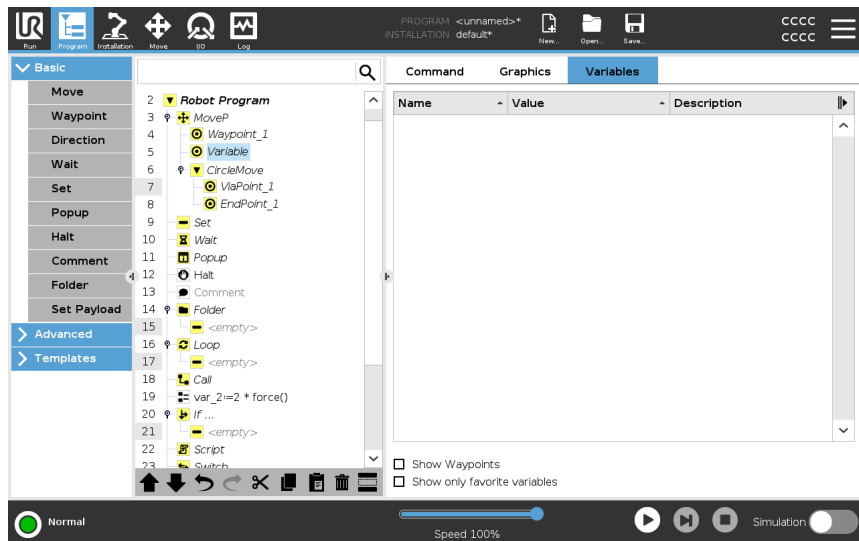 PROGRAM <unnamed>*
INSTALLATION default*
CCCC
CCCC
Run
Program
Installation
Move
I/O
Log
New...
Open...
Save...
Basic
Move
Waypoint
Direction
Wait
Set
Popup
Halt
Comment
Folder
Set Payload
Advanced
Templates
2 Robot Program
3 MoveP
4 Waypoint_1
5 Variable
6 CircleMove
7 ViaPoint_1
8 EndPoint_1
9 Set
10 Wait
11 Popup
12 Halt
13 Comment
14 Folder
15 <empty>
16 Loop
17 <empty>
18 Call
19 var_2:=2 * force()
20 If ...
21 <empty>
22 Script
23 Switch
Command Graphics Variables
Name Value Description
Show Waypoints
Show only favorite variables
Normal
Speed 100%
Simulation